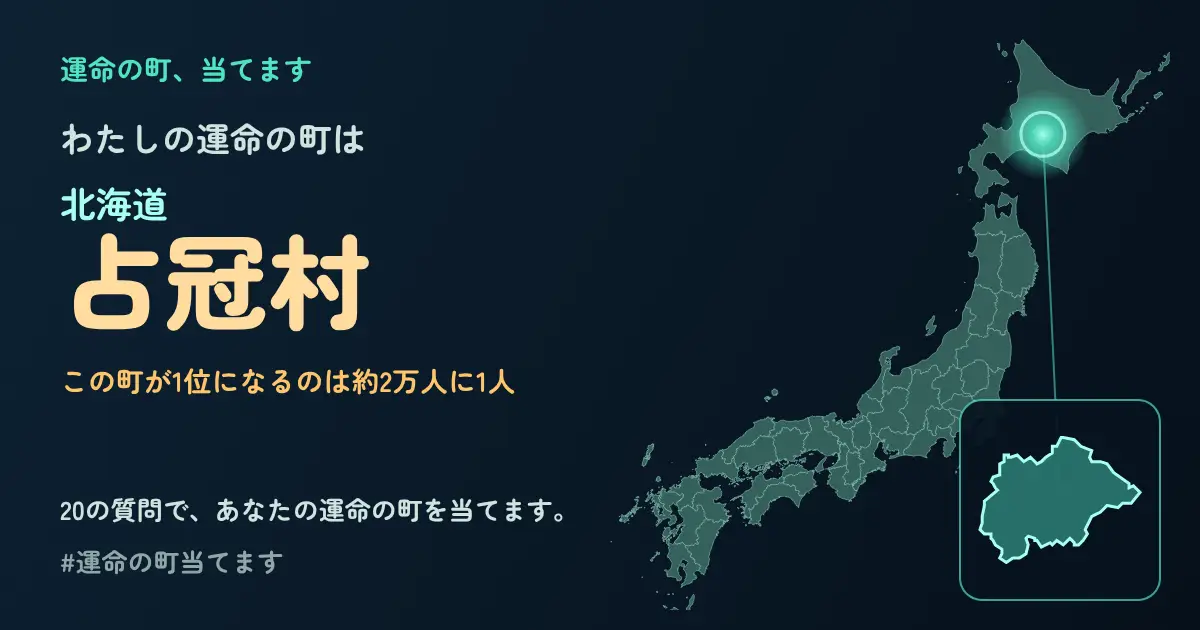 運命の町、当てます
わたしの運命の町は
北海道
占冠村
この町が1位になるのは約2万人に1人
20の質問で、あなたの運命の町を当てます。
#運命の町当てます